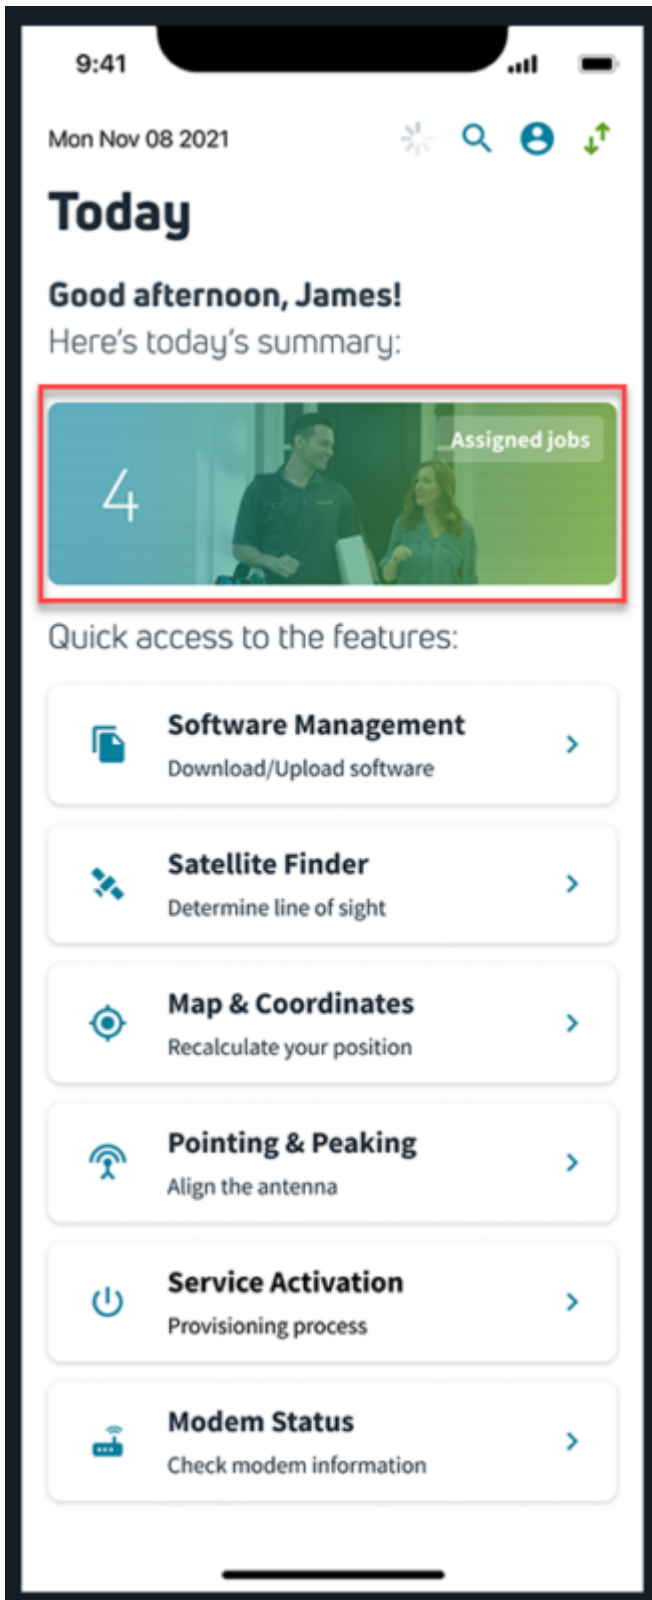 9:41
Mon Nov 08 2021
Today
Good afternoon, James!
Here's today's summary:
4
Assigned jobs
Quick access to the features:
Software Management
Download/Upload software
Satellite Finder
Determine line of sight
Map & Coordinates
Recalculate your position
Pointing & Peaking
Align the antenna
Service Activation
Provisioning process
Modem Status
Check modem information